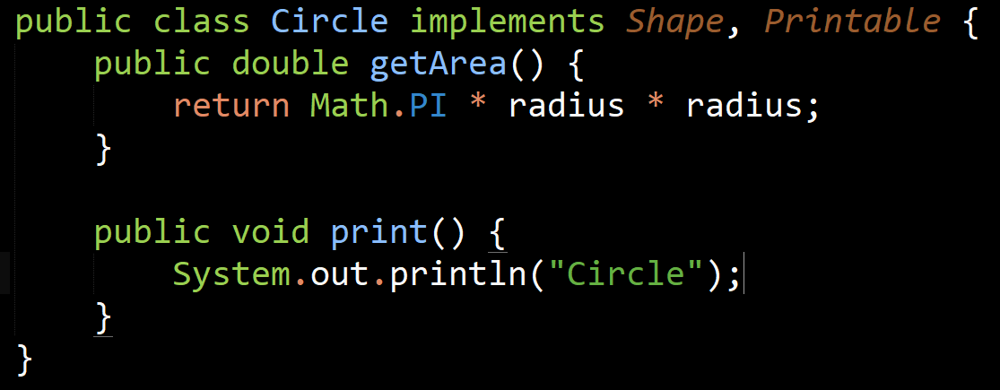 public class Circle implements Shape, Printable {
    public double getArea() {
        return Math.PI * radius * radius;
    }

    public void print() {
        System.out.println("Circle");
    }
}